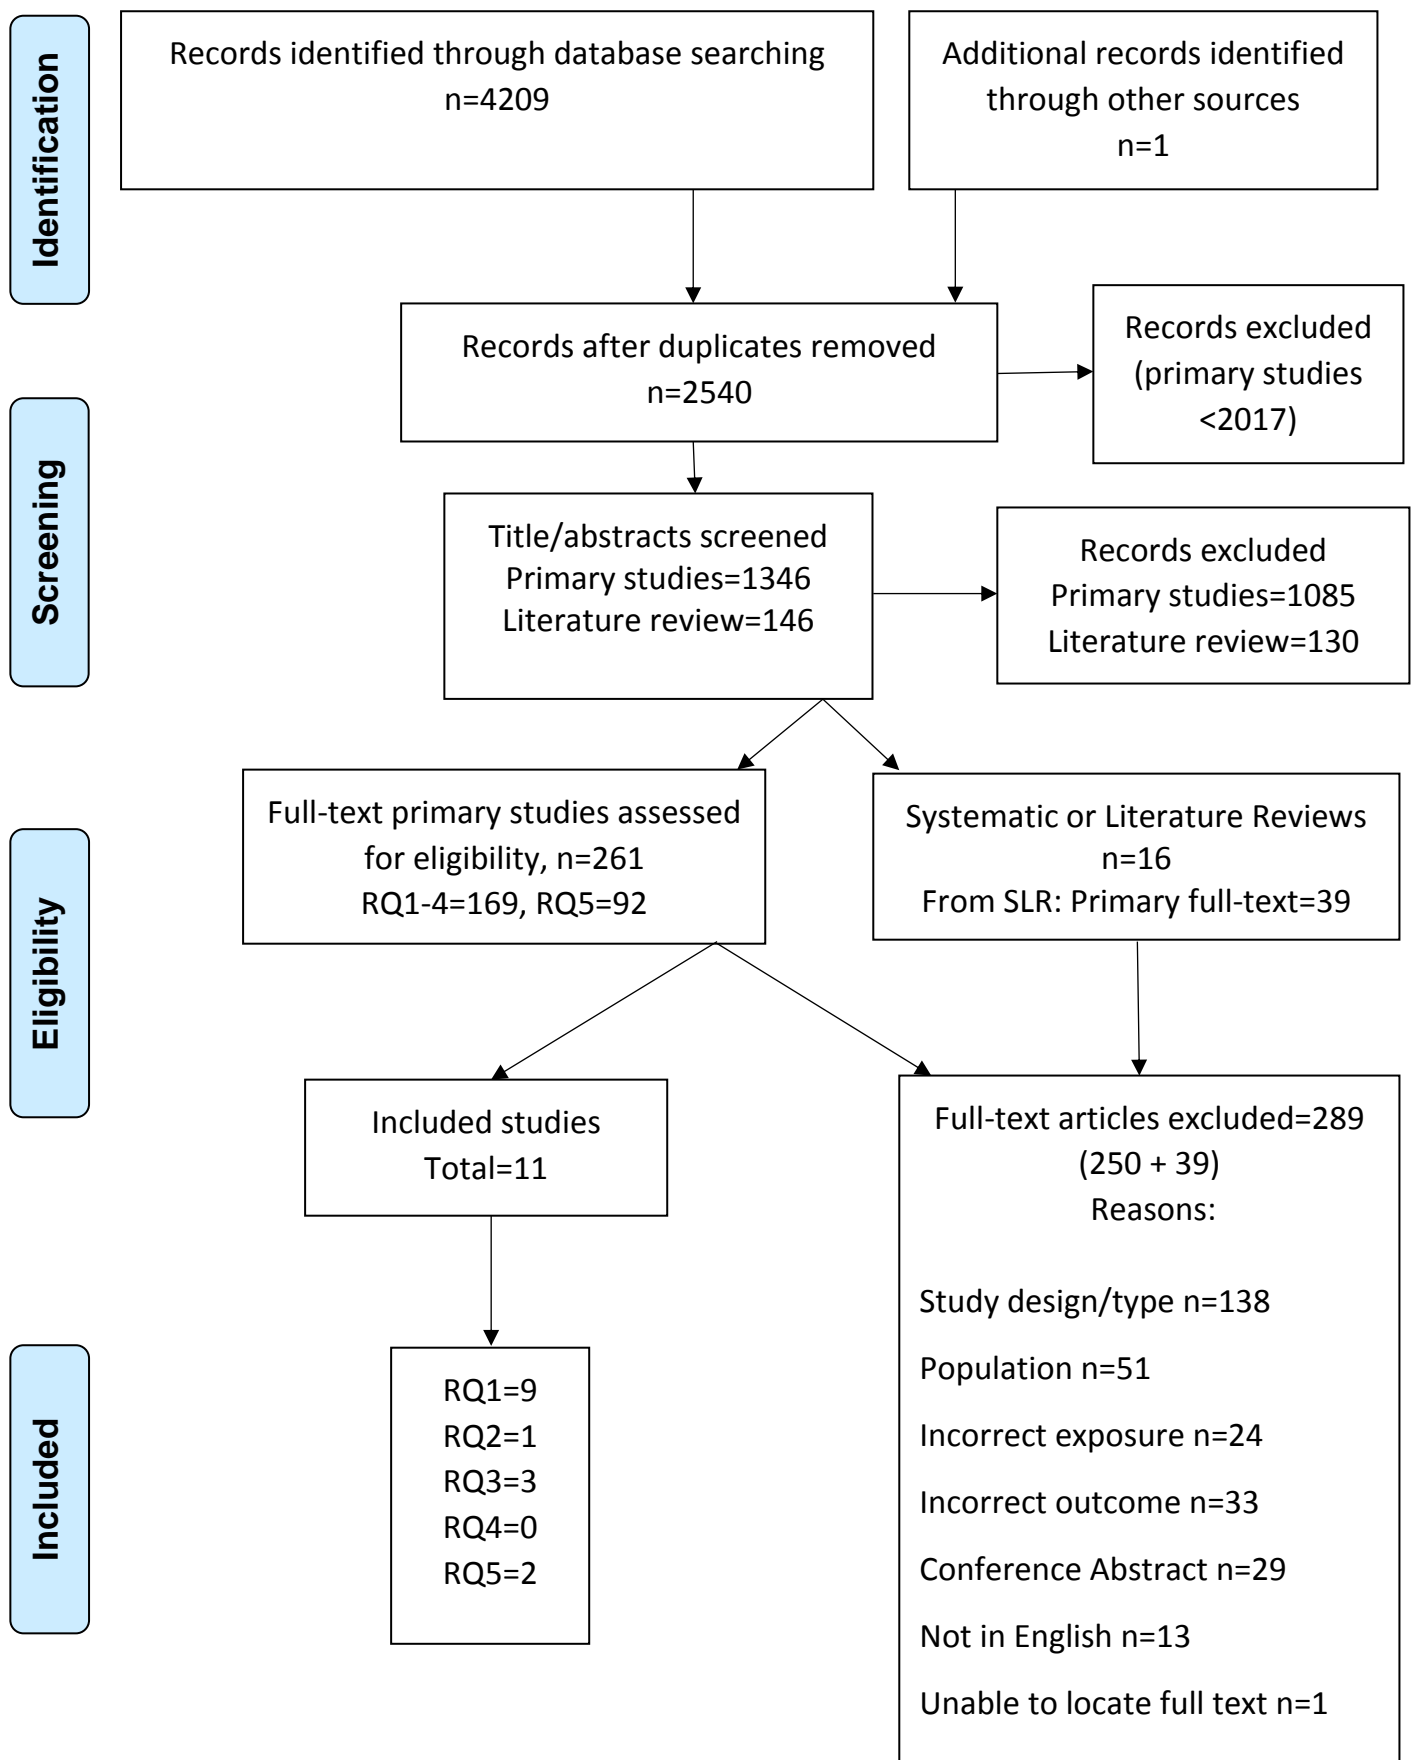 Identification
Records identified through database searching
n=4209
Additional records identified
through other sources
n=1
Records after duplicates removed
n=2540
Records excluded
(primary studies
<2017)
Screening
Title/abstracts screened
Primary studies=1346
Literature review=146
Records excluded
Primary studies=1085
Literature review=130
Eligibility
Full-text primary studies assessed
for eligibility, n=261
RQ1-4=169, RQ5=92
Systematic or Literature Reviews
n=16
From SLR: Primary full-text=39
Included studies
Total=11
Full-text articles excluded=289
(250 + 39)
Reasons:
Study design/type n=138
Population n=51
Incorrect exposure n=24
Incorrect outcome n=33
Conference Abstract n=29
Not in English n=13
Unable to locate full text n=1
Included
RQ1=9
RQ2=1
RQ3=3
RQ4=0
RQ5=2